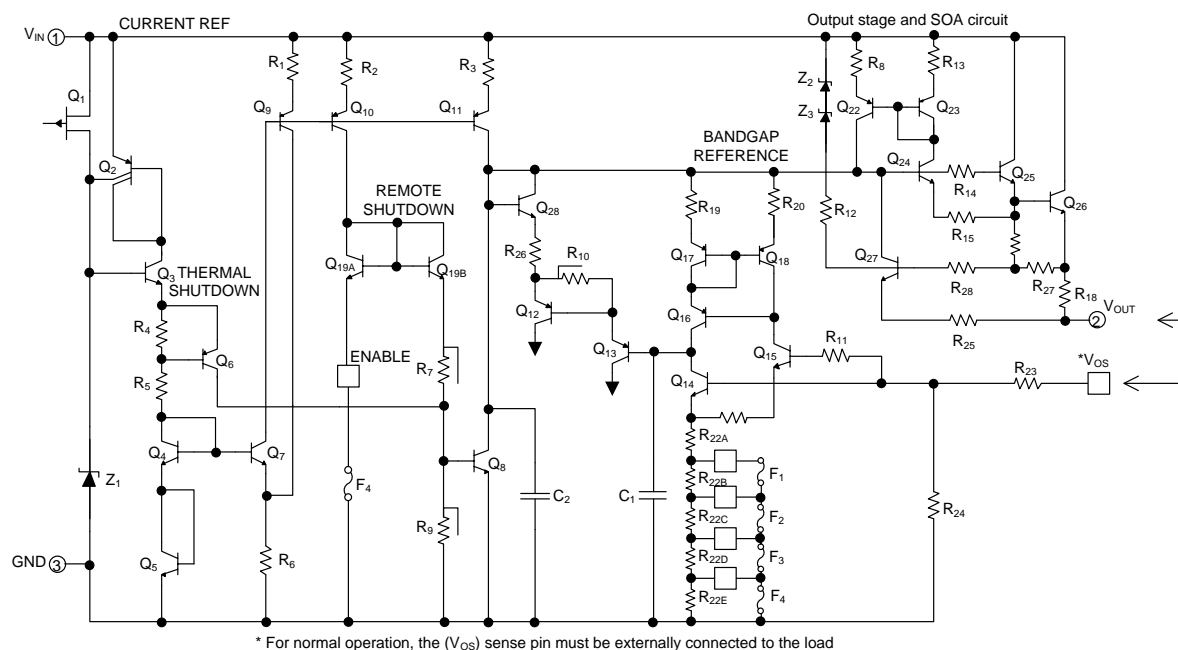 CURRENT REF
Output stage and SOA circuit
V_IN 1
R1
R2
R3
R8
R13
Z2
Z3
Q1
Q9
Q10
Q11
Q22
Q23
BANDGAP REFERENCE
Q2
Q24
Q25
R14
Q26
REMOTE SHUTDOWN
Q28
R19
R20
R12
R15
Q3
THERMAL SHUTDOWN
Q19A
Q19B
R26
R10
Q17
Q18
Q27
R28
R27
R18
V_OUT
2
R4
Q12
Q16
R25
Q6
ENABLE
Q13
Q15
R11
*V_OS
R5
R7
Q14
R23
Q4
Q7
R22A
Z1
Q8
F1
F4
R22B
C2
C1
R22C
F2
R24
R9
F3
GND 3
Q5
R6
R22D
R22E
F4
* For normal operation, the (V_OS) sense pin must be externally connected to the load